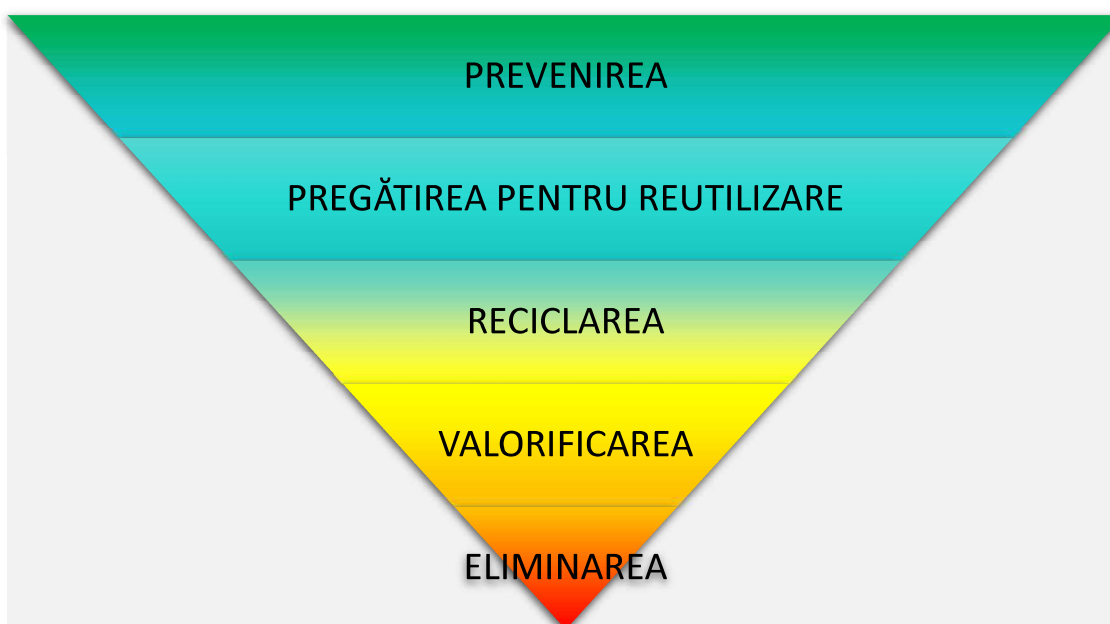 PREVENIREA
PREGĂTIREA PENTRU REUTILIZARE
RECICLAREA
VALORIFICAREA
ELIMINAREA